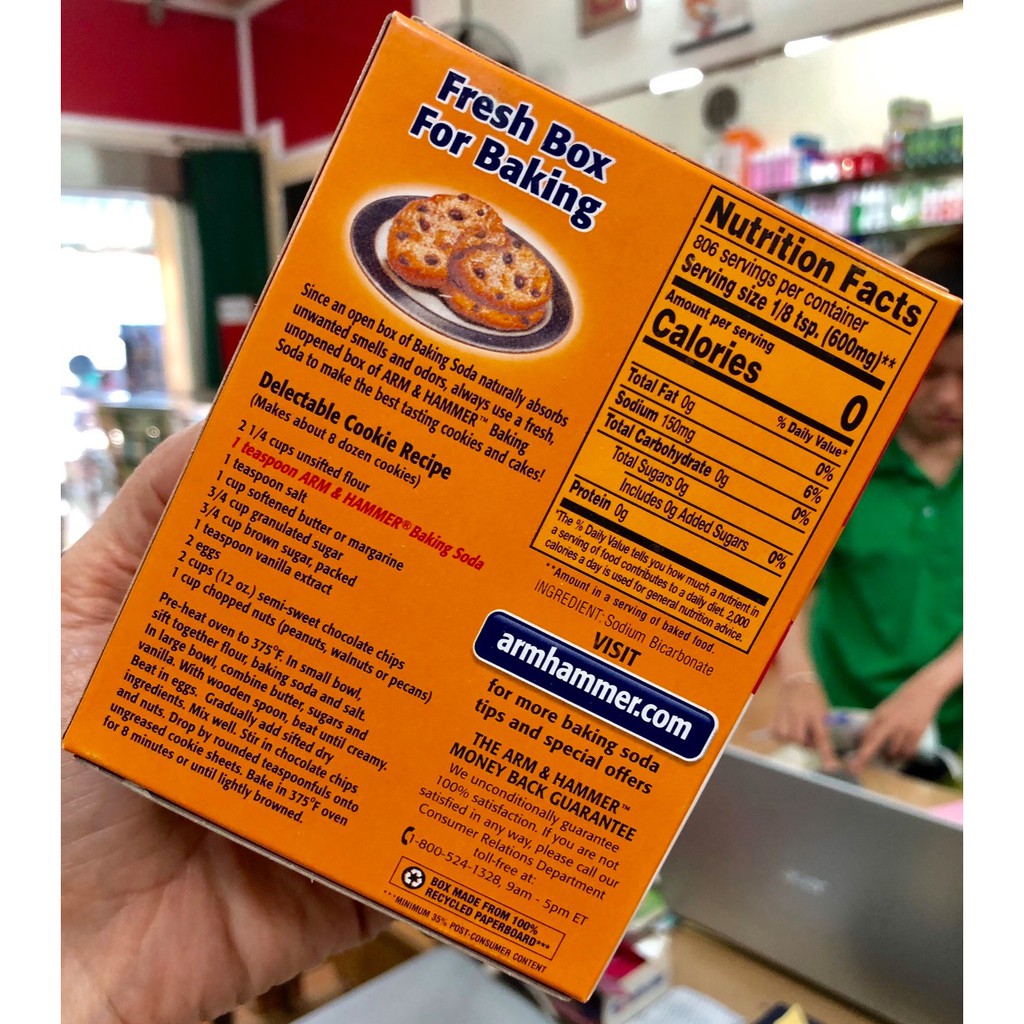 Fresh Box
For Baking
Since an open box of Baking Soda naturally absorbs
unwanted smells and odors, always use a fresh,
unopened box of ARM & HAMMER™ Baking
Soda to make the best tasting cookies and cakes!
Delectable Cookie Recipe
(Makes about 8 dozen cookies)
2 1/4 cups unsifted flour
1 teaspoon ARM & HAMMER® Baking Soda
1 teaspoon salt
1 cup softened butter or margarine
3/4 cup granulated sugar
3/4 cup brown sugar, packed
1 teaspoon vanilla extract
2 eggs
2 cups (12 oz.) semi-sweet chocolate chips
1 cup chopped nuts (peanuts, walnuts or pecans)
Pre-heat oven to 375°F. In small bowl,
sift together flour, baking soda and salt.
In large bowl, combine butter, sugars and
vanilla. With wooden spoon, beat until creamy.
Beat in eggs. Gradually add sifted dry
ingredients. Mix well. Stir in chocolate chips
and nuts. Drop by rounded teaspoonfuls onto
ungreased cookie sheets. Bake in 375°F oven
for 8 minutes or until lightly browned.
Nutrition Facts
806 servings per container
Serving size 1/8 tsp. (600mg)**
Amount per serving
Calories 0
% Daily Value*
Total Fat 0g 0%
Sodium 150mg 6%
Total Carbohydrate 0g 0%
Total Sugars 0g
Includes 0g Added Sugars 0%
Protein 0g
*The % Daily Value tells you how much a nutrient in
a serving of food contributes to a daily diet. 2,000
calories a day is used for general nutrition advice.
**Amount in a serving of baked food.
INGREDIENT: Sodium Bicarbonate
VISIT
armhammer.com
for more baking soda
tips and special offers
THE ARM & HAMMER™
MONEY BACK GUARANTEE
We unconditionally guarantee
100% satisfaction. If you are not
satisfied in any way, please call our
Consumer Relations Department
toll-free at:
1-800-524-1328, 9am - 5pm ET
BOX MADE FROM 100%
RECYCLED PAPERBOARD***
***MINIMUM 35% POST-CONSUMER CONTENT